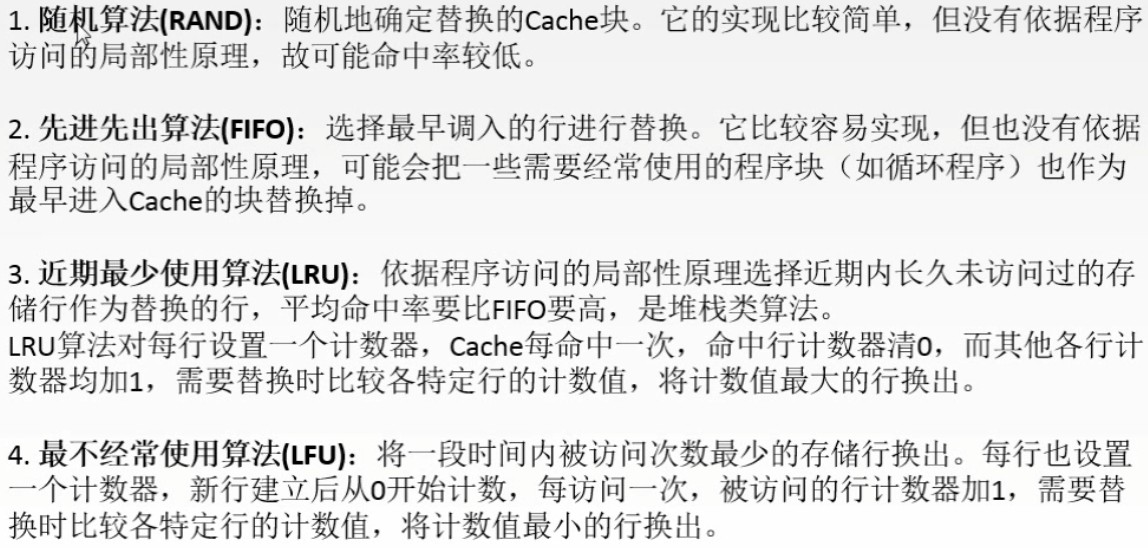 1. 随机算法(RAND)：随机地确定替换的Cache块。它的实现比较简单，但没有依据程序
访问的局部性原理，故可能命中率较低。
2. 先进先出算法(FIFO)：选择最早调入的行进行替换。它比较容易实现，但也没有依据
程序访问的局部性原理，可能会把一些需要经常使用的程序块（如循环程序）也作为
最早进入Cache的块替换掉。
3. 近期最少使用算法(LRU)：依据程序访问的局部性原理选择近期内长久未访问过的存
储行作为替换的行，平均命中率要比FIFO要高，是堆栈类算法。
LRU算法对每行设置一个计数器，Cache每命中一次，命中行计数器清0，而其他各行计
数器均加1，需要替换时比较各特定行的计数值，将计数值最大的行换出。
4. 最不经常使用算法(LFU)：将一段时间内被访问次数最少的存储行换出。每行也设置
一个计数器，新行建立后从0开始计数，每访问一次，被访问的行计数器加1，需要替
换时比较各特定行的计数值，将计数值最小的行换出。